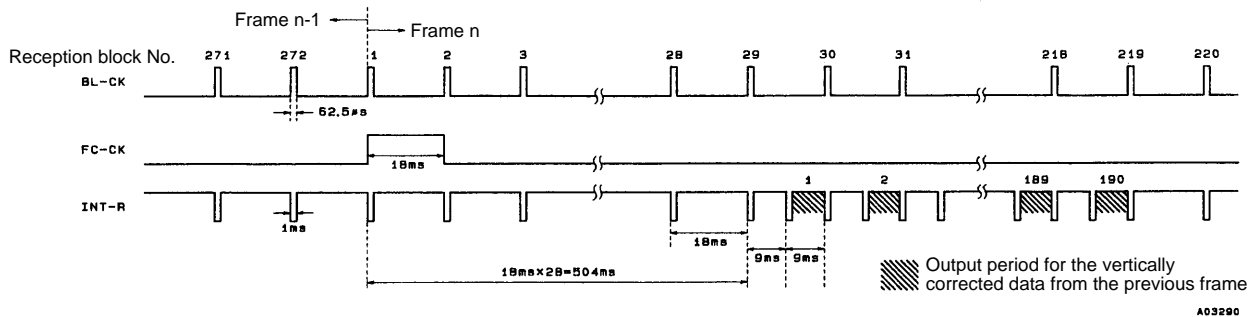 Frame n-1
Frame n
Reception block No. 271 272 1 2 3 28 29 30 31 218 219 220
BL-CK
62.5μs
FC-CK
18ms
1 2 189 190
INT-R
1ms
18ms
9ms 9ms
18ms×28=504ms
Output period for the vertically
corrected data from the previous frame
A03290